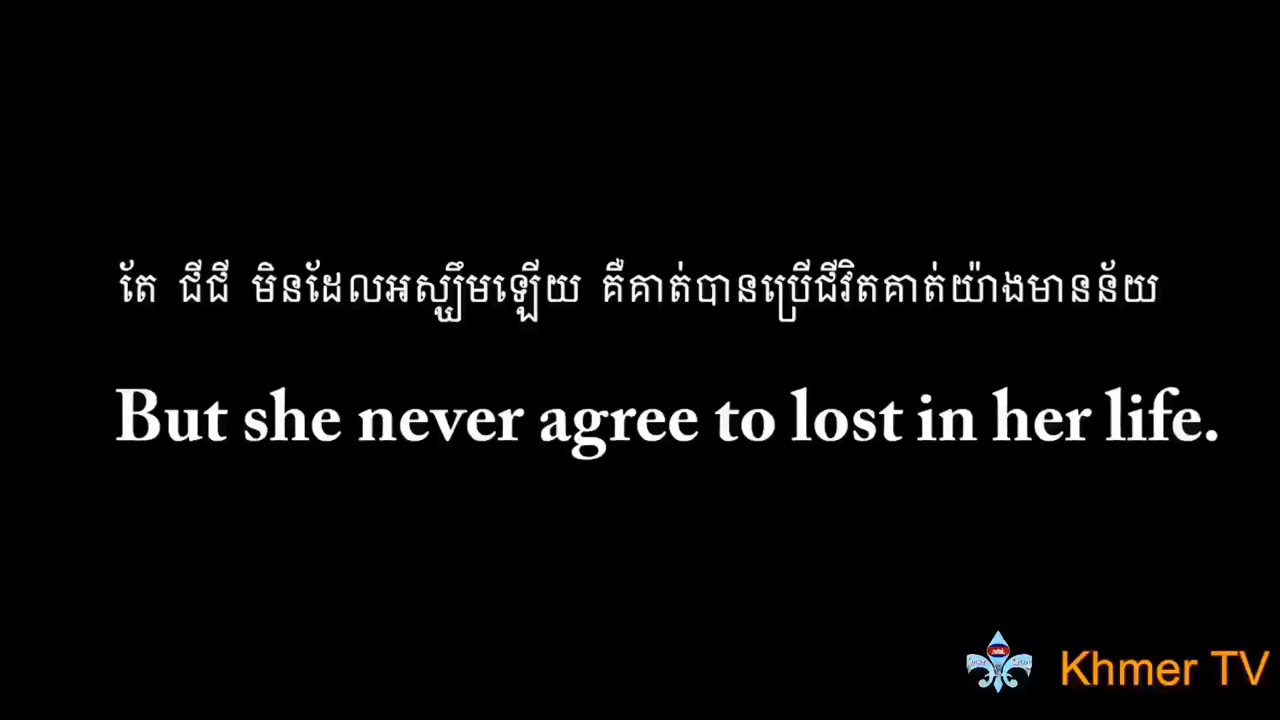 តែ ជីជី មិនដែលអស្ឃឹមឡើយ គឺគាត់បានប្រើជីវិតគាត់យ៉ាងមានន័យ
But she never agree to lost in her life.
Khmer TV